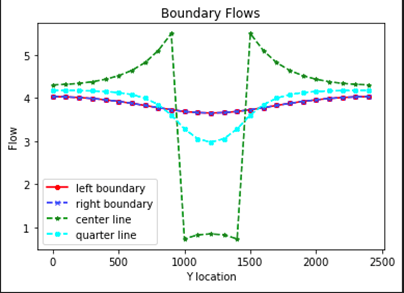 Boundary Flows
5
4
3
2
1
Flow
left boundary
right boundary
center line
quarter line
0 500 1000 1500 2000 2500
Y location